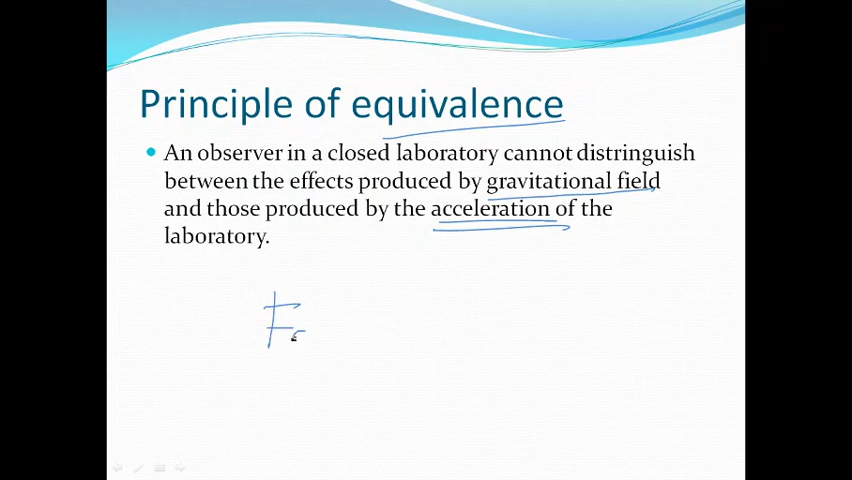 Principle of equivalence
An observer in a closed laboratory cannot distringuish
between the effects produced by gravitational field
and those produced by the acceleration of the
laboratory.
F